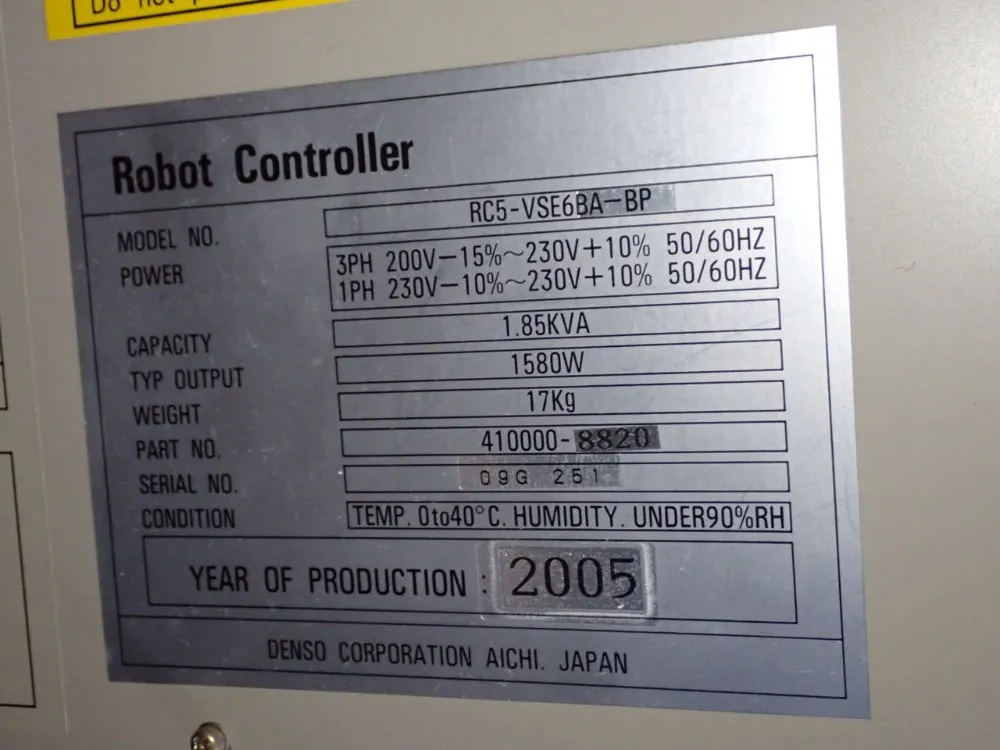 Do not
Robot Controller
MODEL NO. RC5-VSE6BA-BP
POWER 3PH 200V-15%~230V+10% 50/60HZ
1PH 230V-10%~230V+10% 50/60HZ
CAPACITY 1.85KVA
TYP OUTPUT 1580W
WEIGHT 17Kg
PART NO. 410000-8820
SERIAL NO. 09G 251
CONDITION TEMP. 0to40°C. HUMIDITY. UNDER90%RH
YEAR OF PRODUCTION : 2005
DENSO CORPORATION AICHI. JAPAN